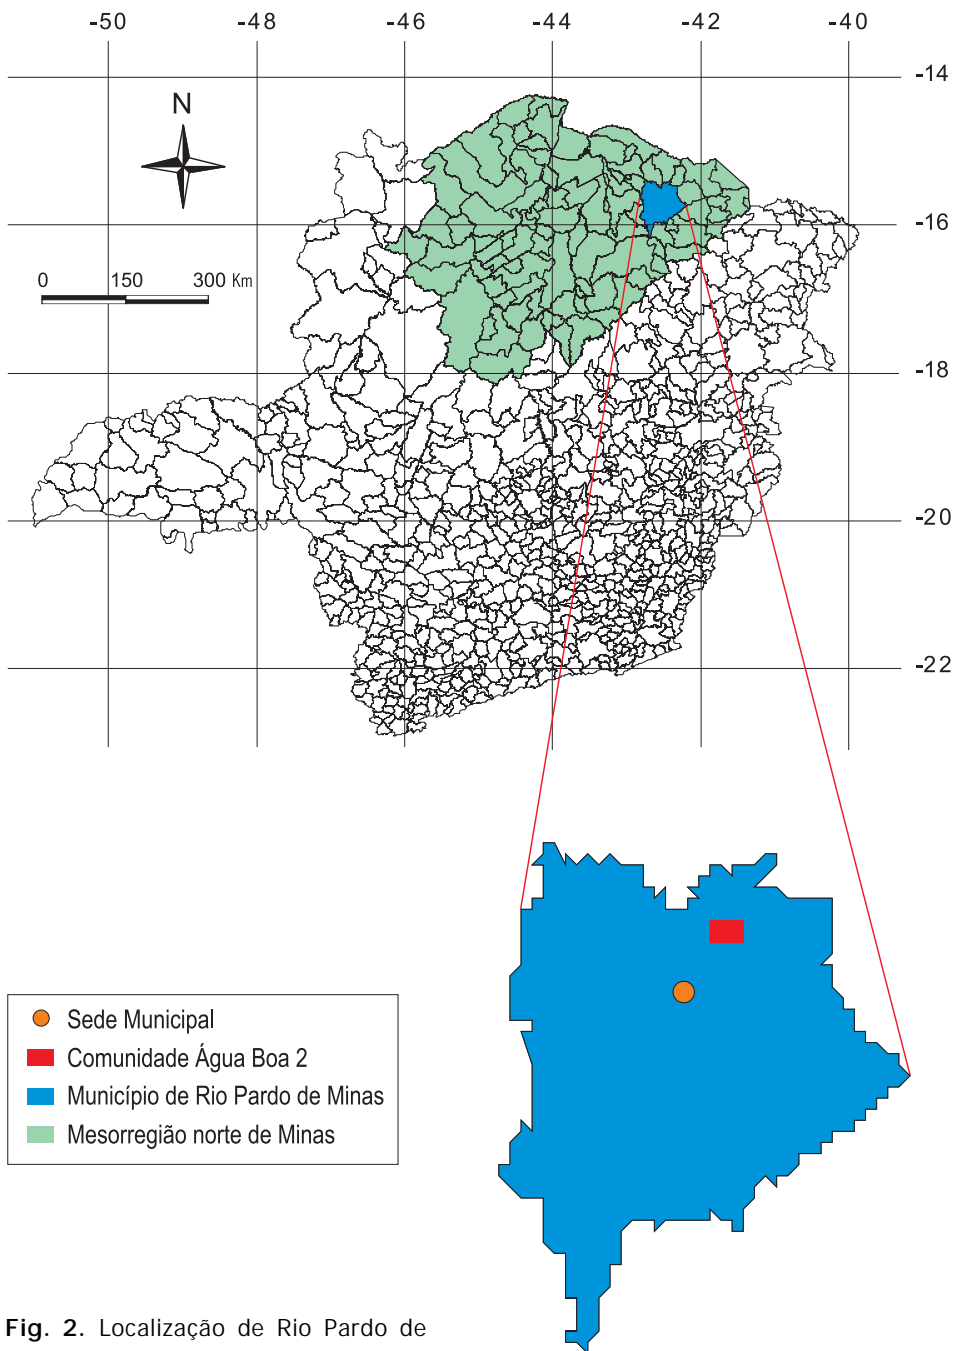 -50 -48 -46 -44 -42 -40
-14
N
-16
0 150 300 Km
-18
-20
-22
Sede Municipal
Comunidade Água Boa 2
Município de Rio Pardo de Minas
Mesorregião norte de Minas
Fig. 2. Localização de Rio Pardo de